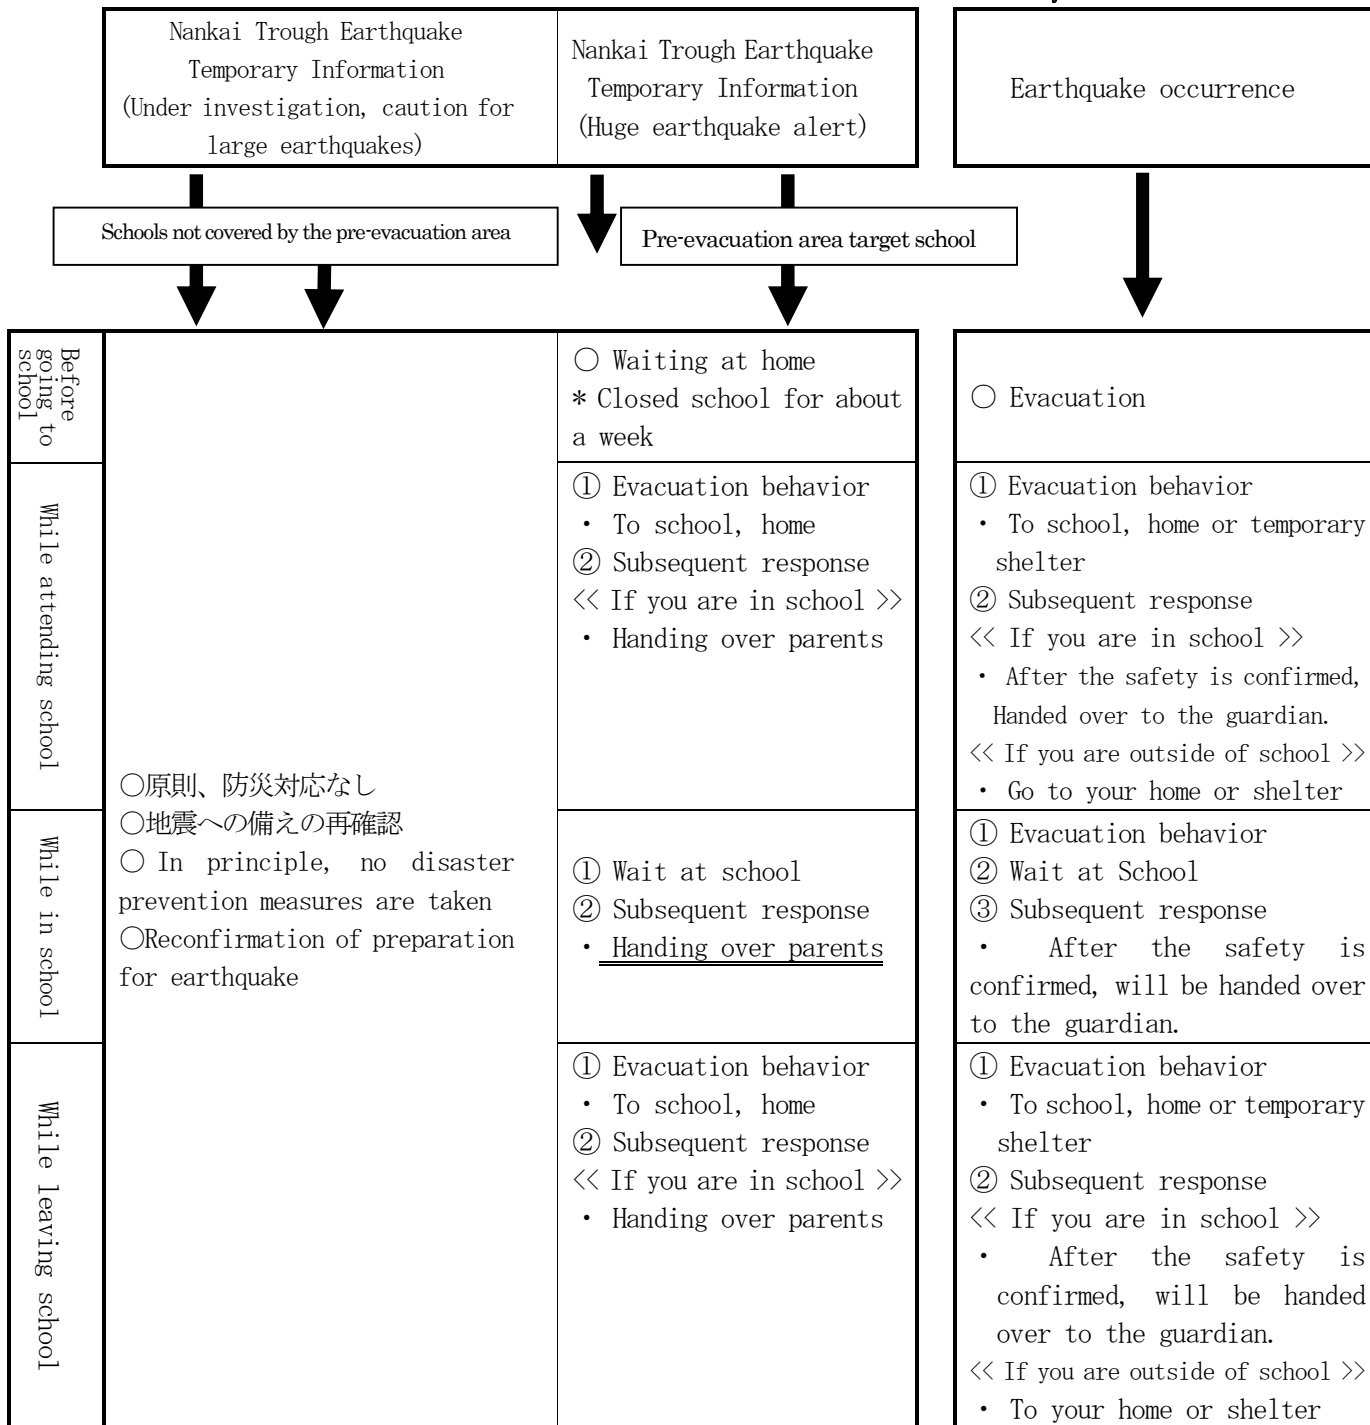 Nankai Trough Earthquake
Temporary Information
(Under investigation, caution for
large earthquakes)
Nankai Trough Earthquake
Temporary Information
(Huge earthquake alert)
Earthquake occurrence
Schools not covered by the pre-evacuation area
Pre-evacuation area target school
Before
going to
school
○ Waiting at home
* Closed school for about
a week
○ Evacuation
While attending school
① Evacuation behavior
・ To school, home
② Subsequent response
<< If you are in school >>
・ Handing over parents
① Evacuation behavior
・ To school, home or temporary
shelter
② Subsequent response
<< If you are in school >>
・ After the safety is confirmed,
Handed over to the guardian.
<< If you are outside of school >>
・ Go to your home or shelter
○原則、防災対応なし
○地震への備えの再確認
○ In principle, no disaster
prevention measures are taken
○Reconfirmation of preparation
for earthquake
While in school
① Wait at school
② Subsequent response
・ Handing over parents
① Evacuation behavior
② Wait at School
③ Subsequent response
・ After the safety is
confirmed, will be handed over
to the guardian.
While leaving school
① Evacuation behavior
・ To school, home
② Subsequent response
<< If you are in school >>
・ Handing over parents
① Evacuation behavior
・ To school, home or temporary
shelter
② Subsequent response
<< If you are in school >>
・ After the safety is
confirmed, will be handed
over to the guardian.
<< If you are outside of school >>
・ To your home or shelter